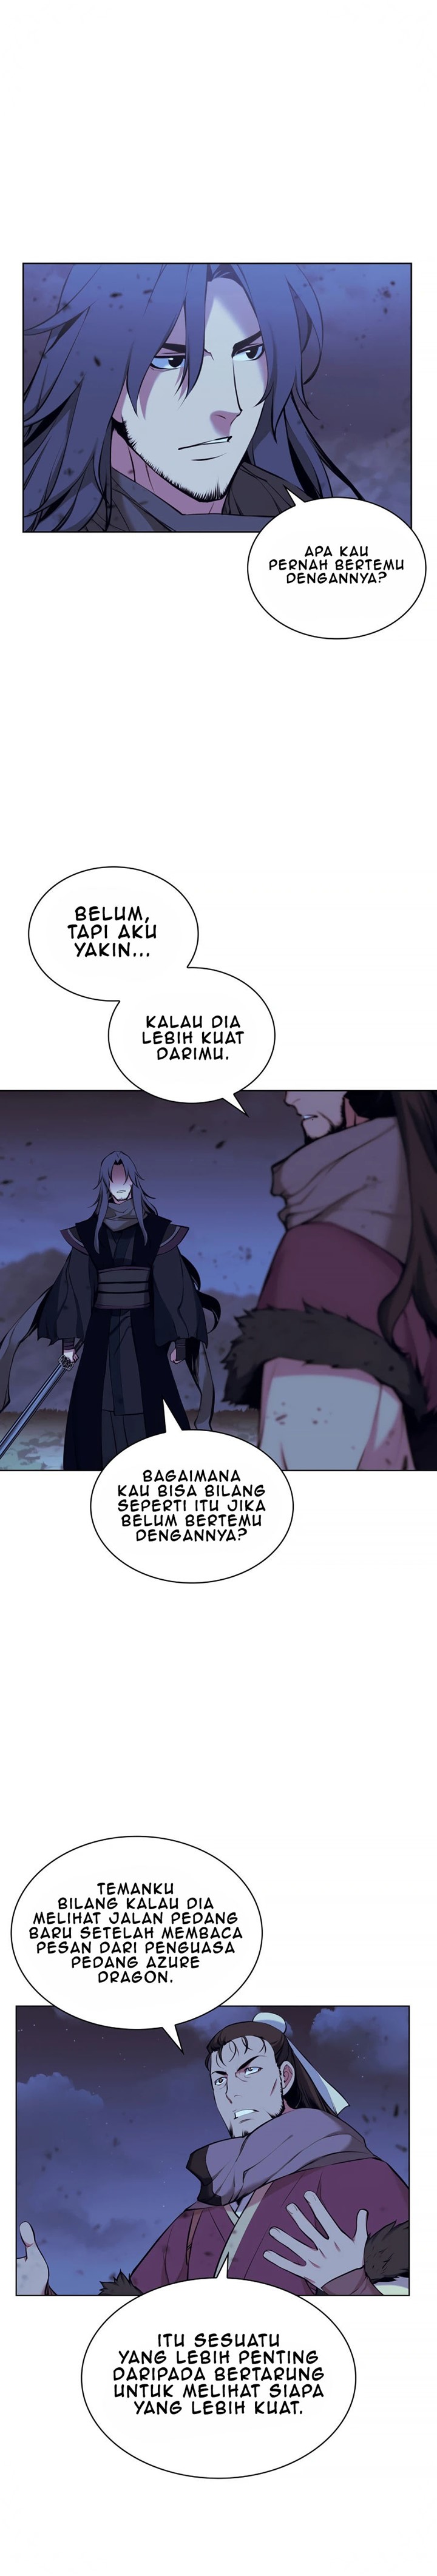 APA KAU
PERNAH BERTEMU
DENGANNYA?
BELUM,
TAPI AKU
YAKIN...
KALAU DIA
LEBIH KUAT
DARIMU.
BAGAIMANA
KAU BISA BILANG
SEPERTI ITU JIKA
BELUM BERTEMU
DENGANNYA?
TEMANKU
BILANG KALAU DIA
MELIHAT JALAN PEDANG
BARU SETELAH MEMBACA
PESAN DARI PENGUASA
PEDANG AZURE
DRAGON.
ITU SESUATU
YANG LEBIH PENTING
DARIPADA BERTARUNG
UNTUK MELIHAT SIAPA
YANG LEBIH KUAT.